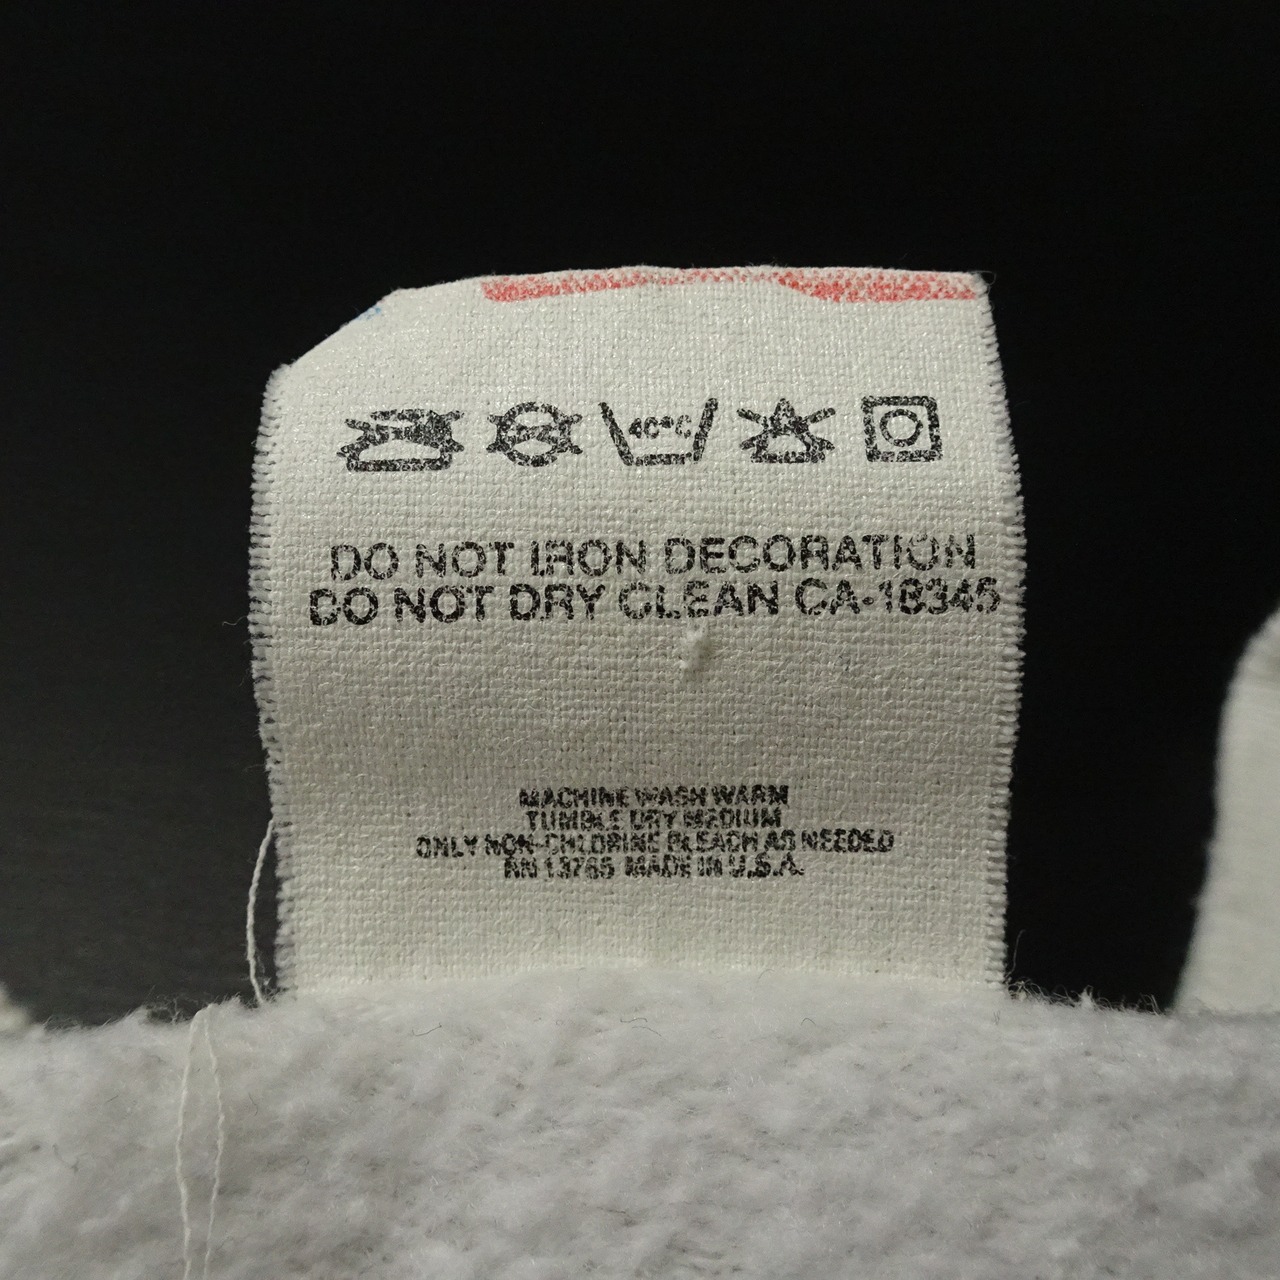 40°C
DO NOT IRON DECORATION
DO NOT DRY CLEAN CA-18345
MACHINE WASH WARM
TUMBLE DRY MEDIUM
ONLY NON-CHLORINE BLEACH AS NEEDED
RN 13765 MADE IN U.S.A.